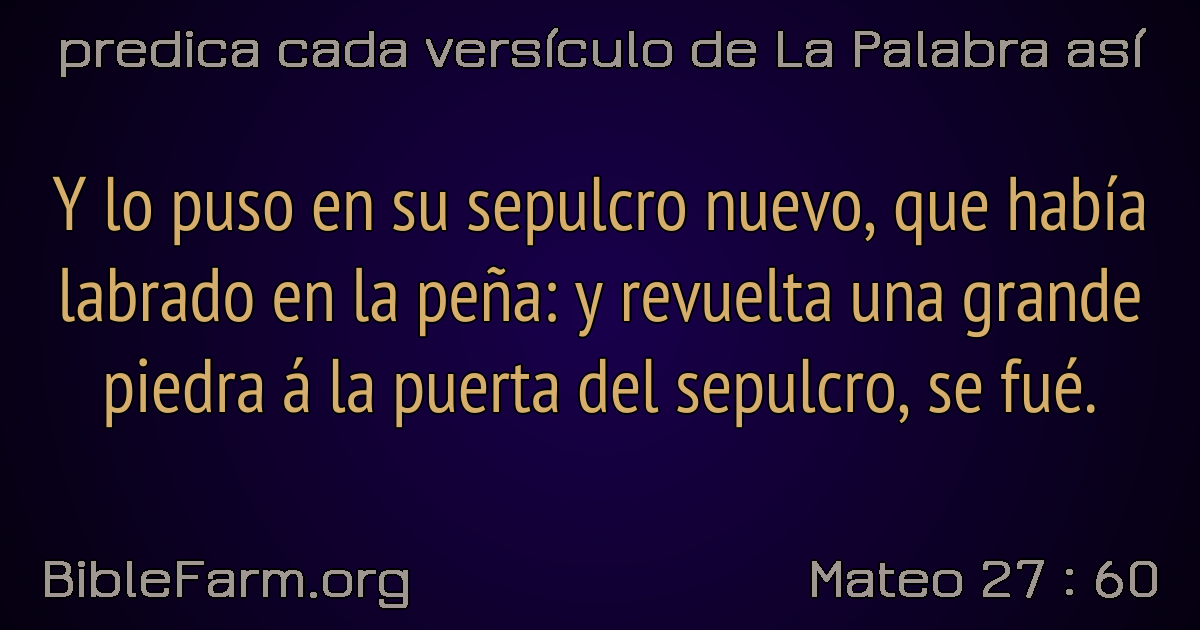 predica cada versículo de La Palabra así
Y lo puso en su sepulcro nuevo, que había
labrado en la peña: y revuelta una grande
piedra á la puerta del sepulcro, se fué.
BibleFarm.org
Mateo 27 : 60